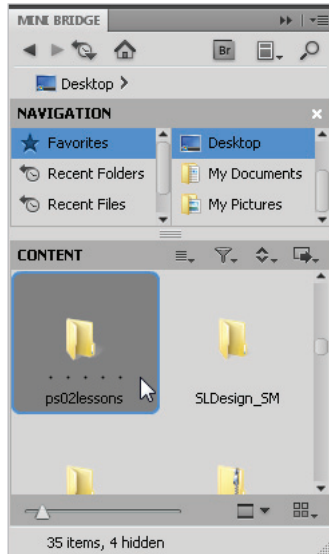 MINI BRIDGE
Br
Desktop >
NAVIGATION
Favorites
Desktop
Recent Folders
My Documents
Recent Files
My Pictures
CONTENT
ps02lessons
SLDesign_SM
35 items, 4 hidden